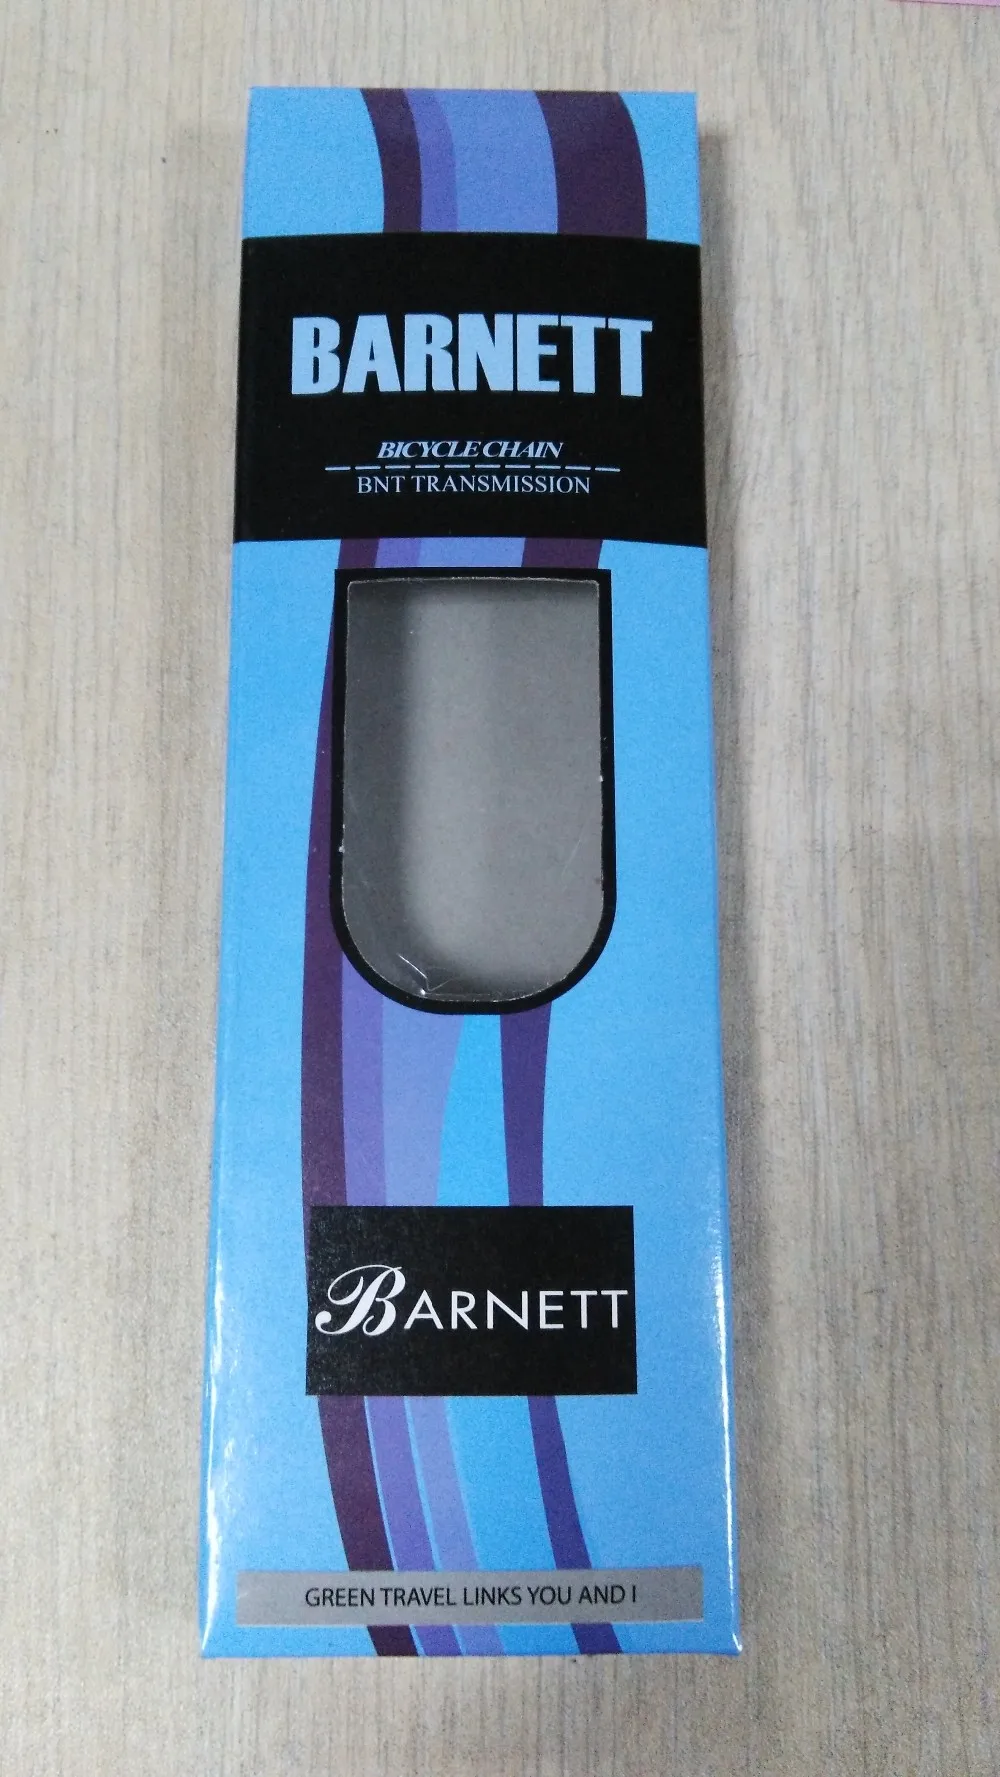 BARNETT
BICYCLE CHAIN
BNT TRANSMISSION
BARNETT
GREEN TRAVEL LINKS YOU AND I